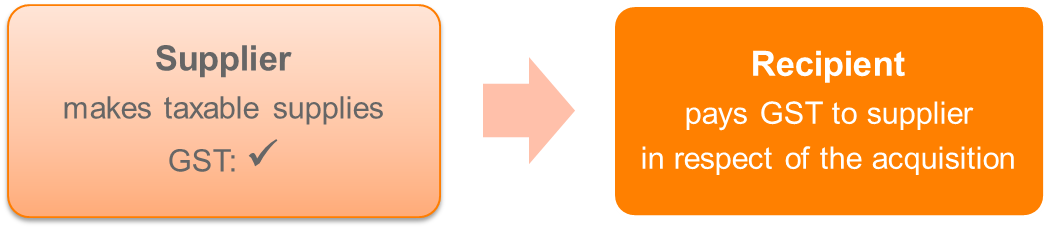 Supplier
makes taxable supplies
GST: ✓
Recipient
pays GST to supplier
in respect of the acquisition